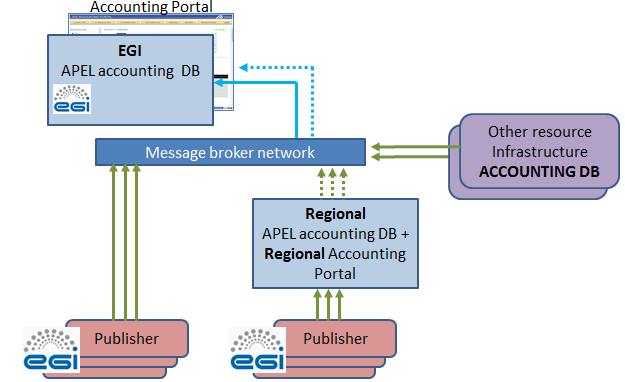 Accounting Portal
EGI
APEL accounting DB
egi
Message broker network
Other resource
Infrastructure
ACCOUNTING DB
Regional
APEL accounting DB +
Regional Accounting
Portal
egi
Publisher
egi
Publisher